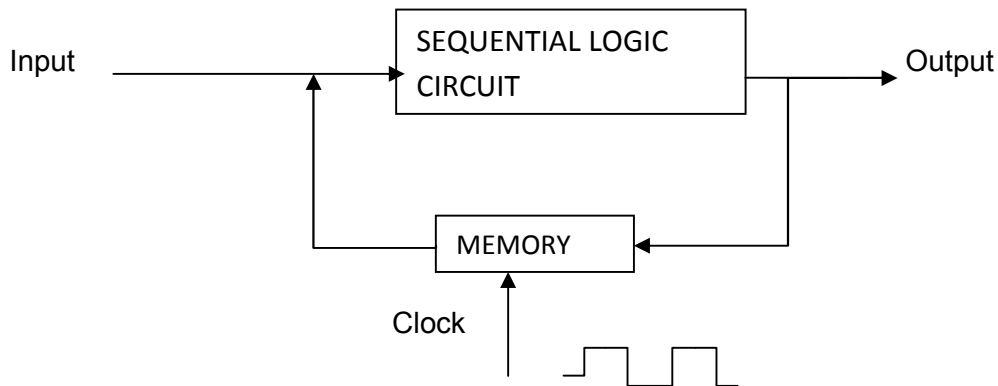 SEQUENTIAL LOGIC
CIRCUIT
Input
Output
MEMORY
Clock